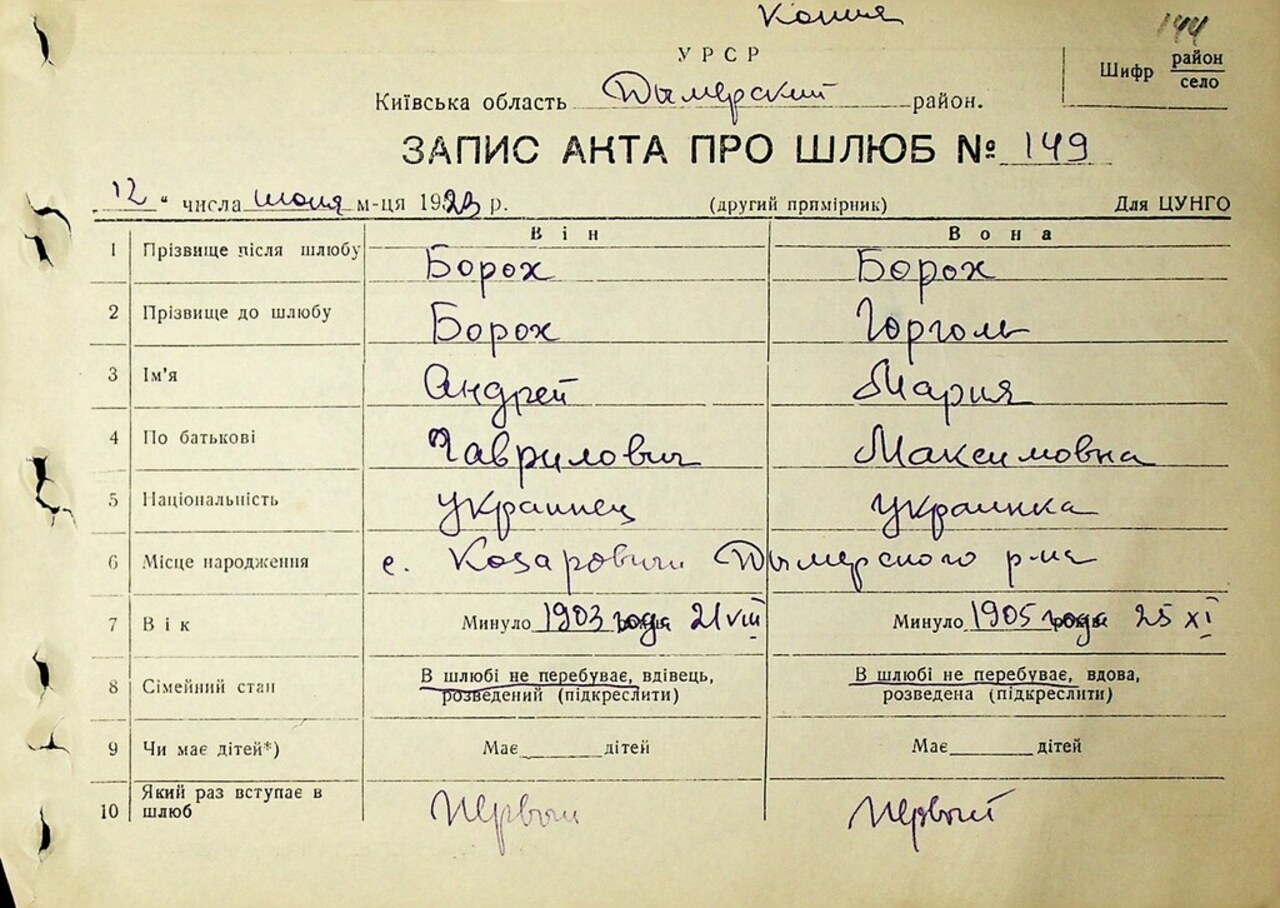 Копия
144
УРСР
Шифр район
село
Київська область Дымерский район.
ЗАПИС АКТА ПРО ШЛЮБ № 149
12 " числа июля м-ця 1923 р. (другий прямірник) Для ЦУНГО
Він Вона
1 Прізвище після шлюбу Борох Борох
2 Прізвище до шлюбу Борох Горголь
3 Ім'я Андрей Мария
4 По батькові Гаврилович Максимовна
5 Національність Украинец Украинка
6 Місце народження с. Козаровичи Дымерского р-на
7 Вік Минуло 1903 года 21 VIII Минуло 1905 года 25 XI
8 Сімейний стан В шлюбі не перебуває, вдівець, В шлюбі не перебуває, вдова,
розведений (підкреслити) розведена (підкреслити)
9 Чи має дітей*) Має дітей Має дітей
10 Який раз вступає в шлюб Первый Первый